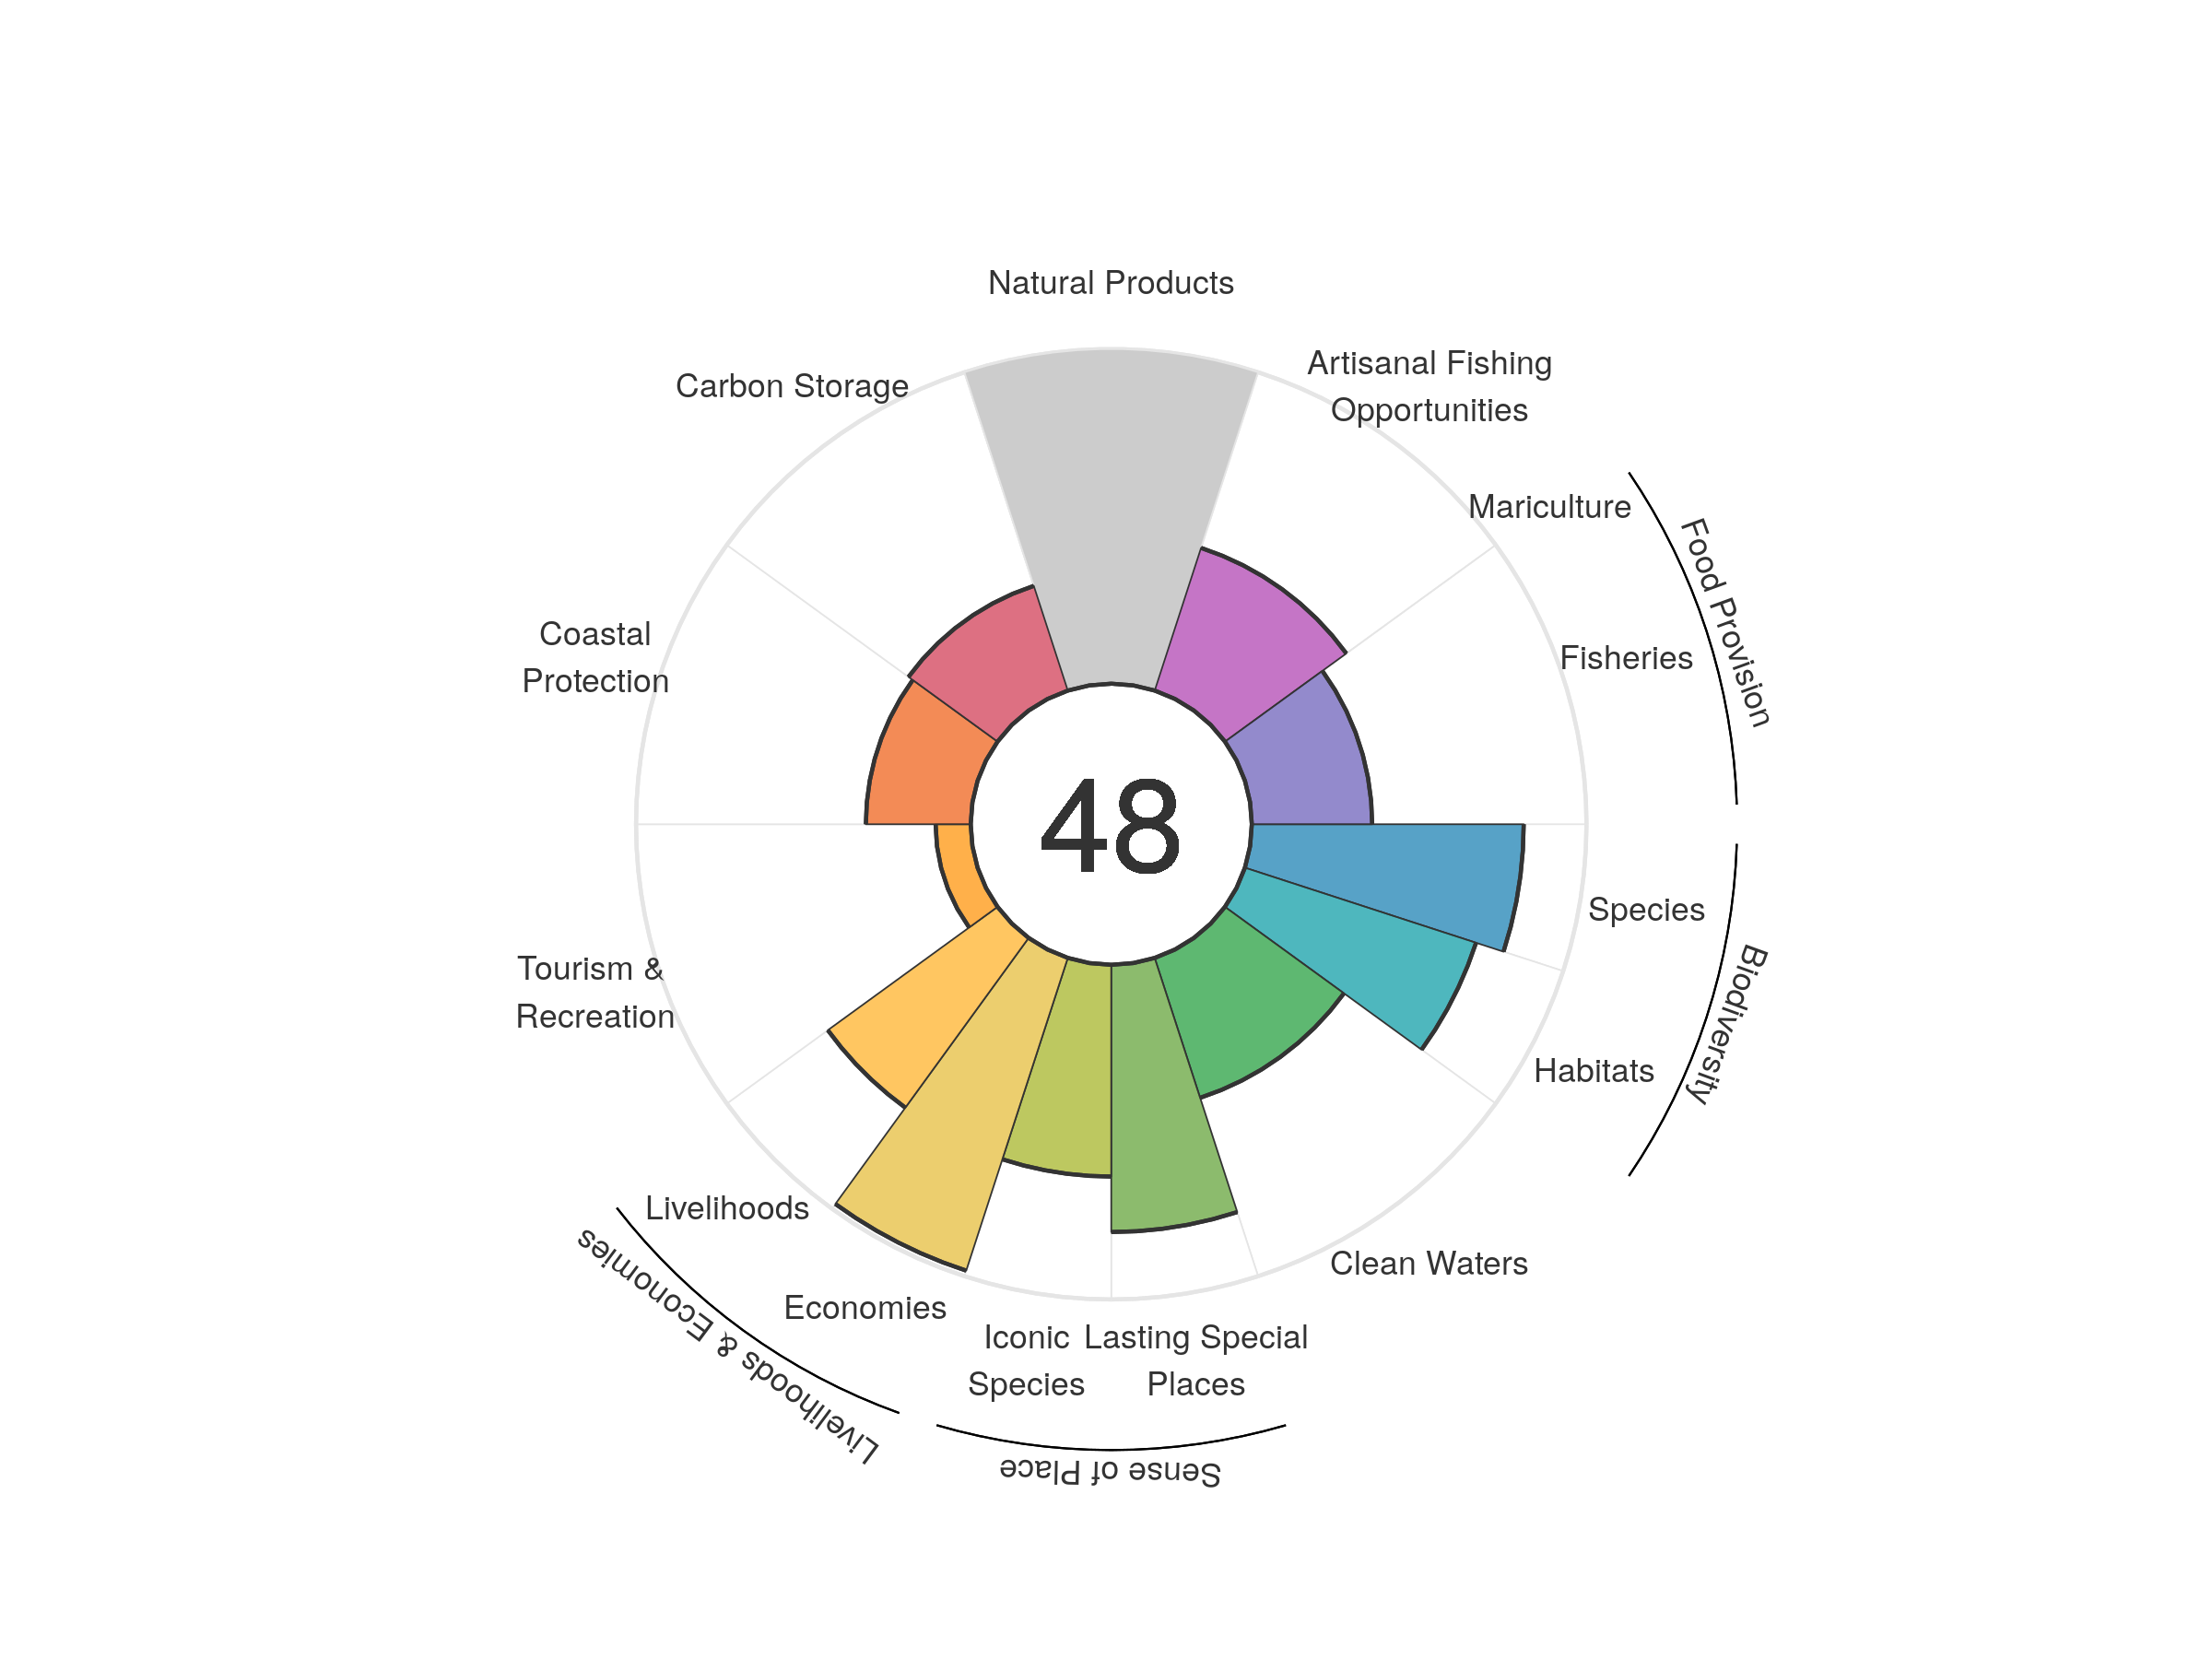 Natural Products
Artisanal Fishing
Opportunities
Carbon Storage
Mariculture
Food Provision
Coastal
Protection
Fisheries
48
Species
Biodiversity
Tourism &
Recreation
Habitats
Livelihoods
Clean Waters
Livelihoods & Economies
Economies
Iconic
Species
Lasting Special
Places
Sense of Place